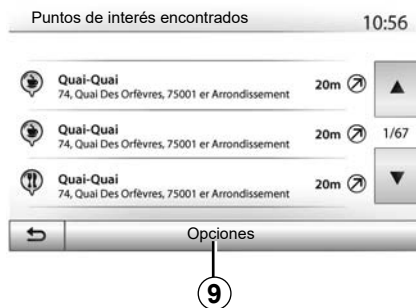 Puntos de interés encontrados 10:56
Quai-Quai
74, Quai Des Orfèvres, 75001 er Arrondissement
20m
Quai-Quai
74, Quai Des Orfèvres, 75001 er Arrondissement
20m
1/67
Quai-Quai
74, Quai Des Orfèvres, 75001 er Arrondissement
20m
Opciones
9